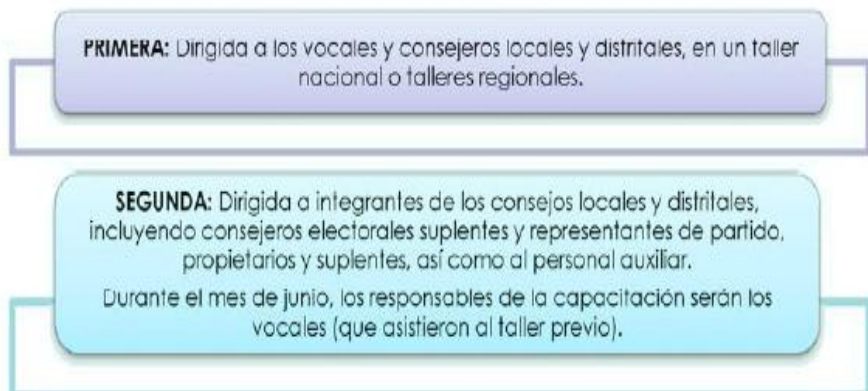 PRIMERA: Dirigida a los vocales y consejeros locales y distritales, en un taller
nacional o talleres regionales.
SEGUNDA: Dirigida a integrantes de los consejos locales y distritales,
incluyendo consejeros electorales suplentes y representantes de partido,
propietarios y suplentes, así como al personal auxiliar.
Durante el mes de junio, los responsables de la capacitación serán los
vocales (que asistieron al taller previo).